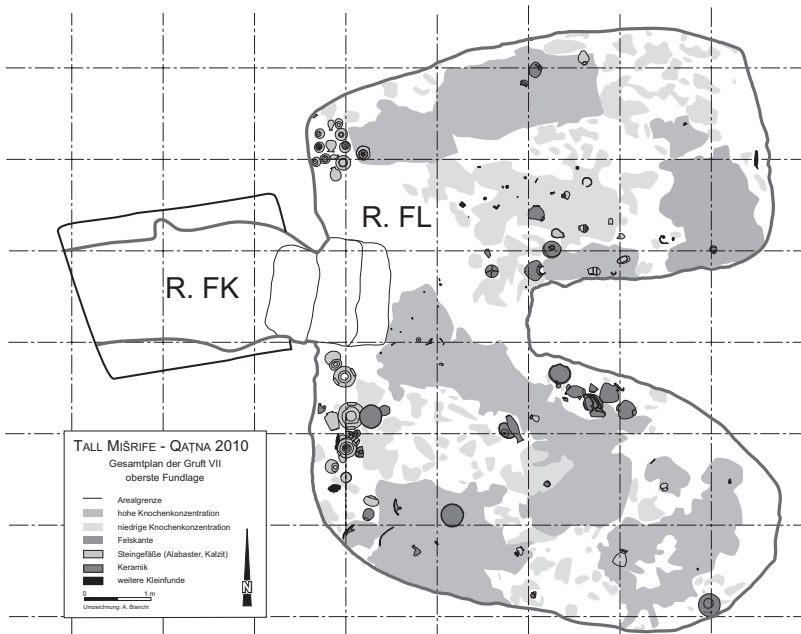 R. FL
R. FK
TALL MIŠRIFE - QAṬNA 2010
Gesamtplan der Gruft VII
oberste Fundlage
Arealgrenze
hohe Knochenkonzentration
niedrige Knochenkonzentration
Felskante
Steingefäße (Alabaster, Kalzit)
Keramik
weitere Kleinfunde
N
0 1 m
Umzeichnung: A. Bianchi